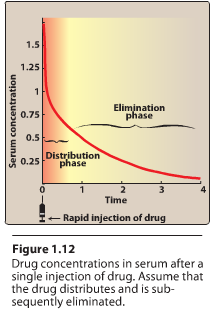 Serum concentration
1.5
1.25
1
0.75
0.5
0.25
Elimination
phase
Distribution
phase
0
1
2
3
4
Time
Rapid injection of drug
Figure 1.12
Drug concentrations in serum after a
single injection of drug. Assume that
the drug distributes and is sub-
sequently eliminated.